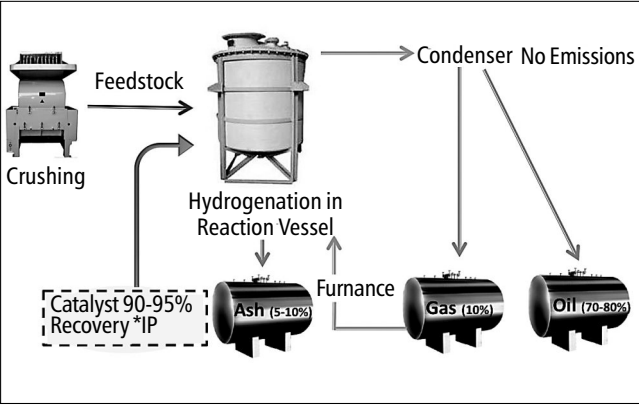 Feedstock
Crushing
Condenser No Emissions
Hydrogenation in
Reaction Vessel
Catalyst 90-95%
Recovery *IP
Ash (5-10%)
Furnance
Gas (10%)
Oil (70-80%)